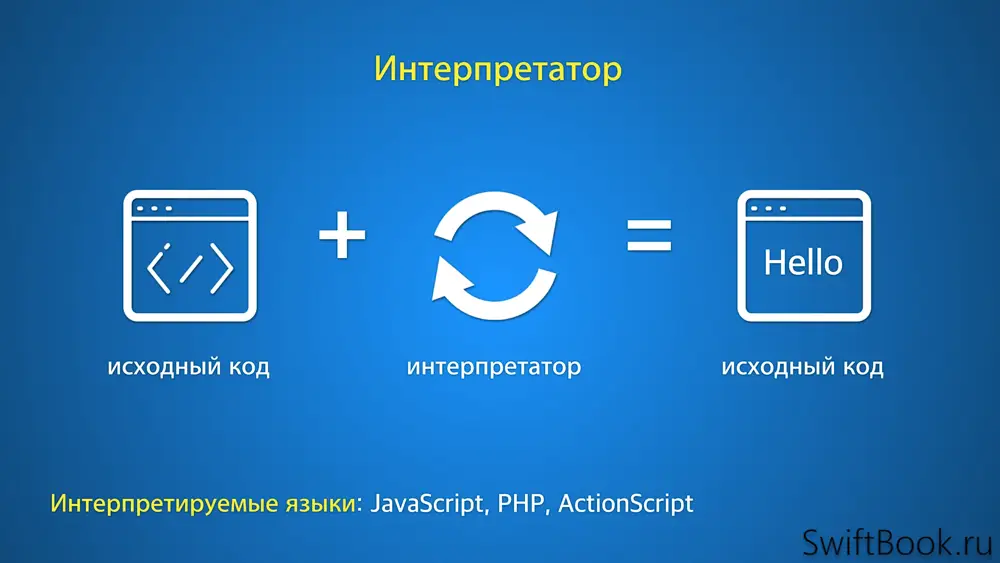 Интерпретатор
+ =
</>
Hello
исходный код интерпретатор исходный код
Интерпретируемые языки: JavaScript, PHP, ActionScript
SwiftBook.ru